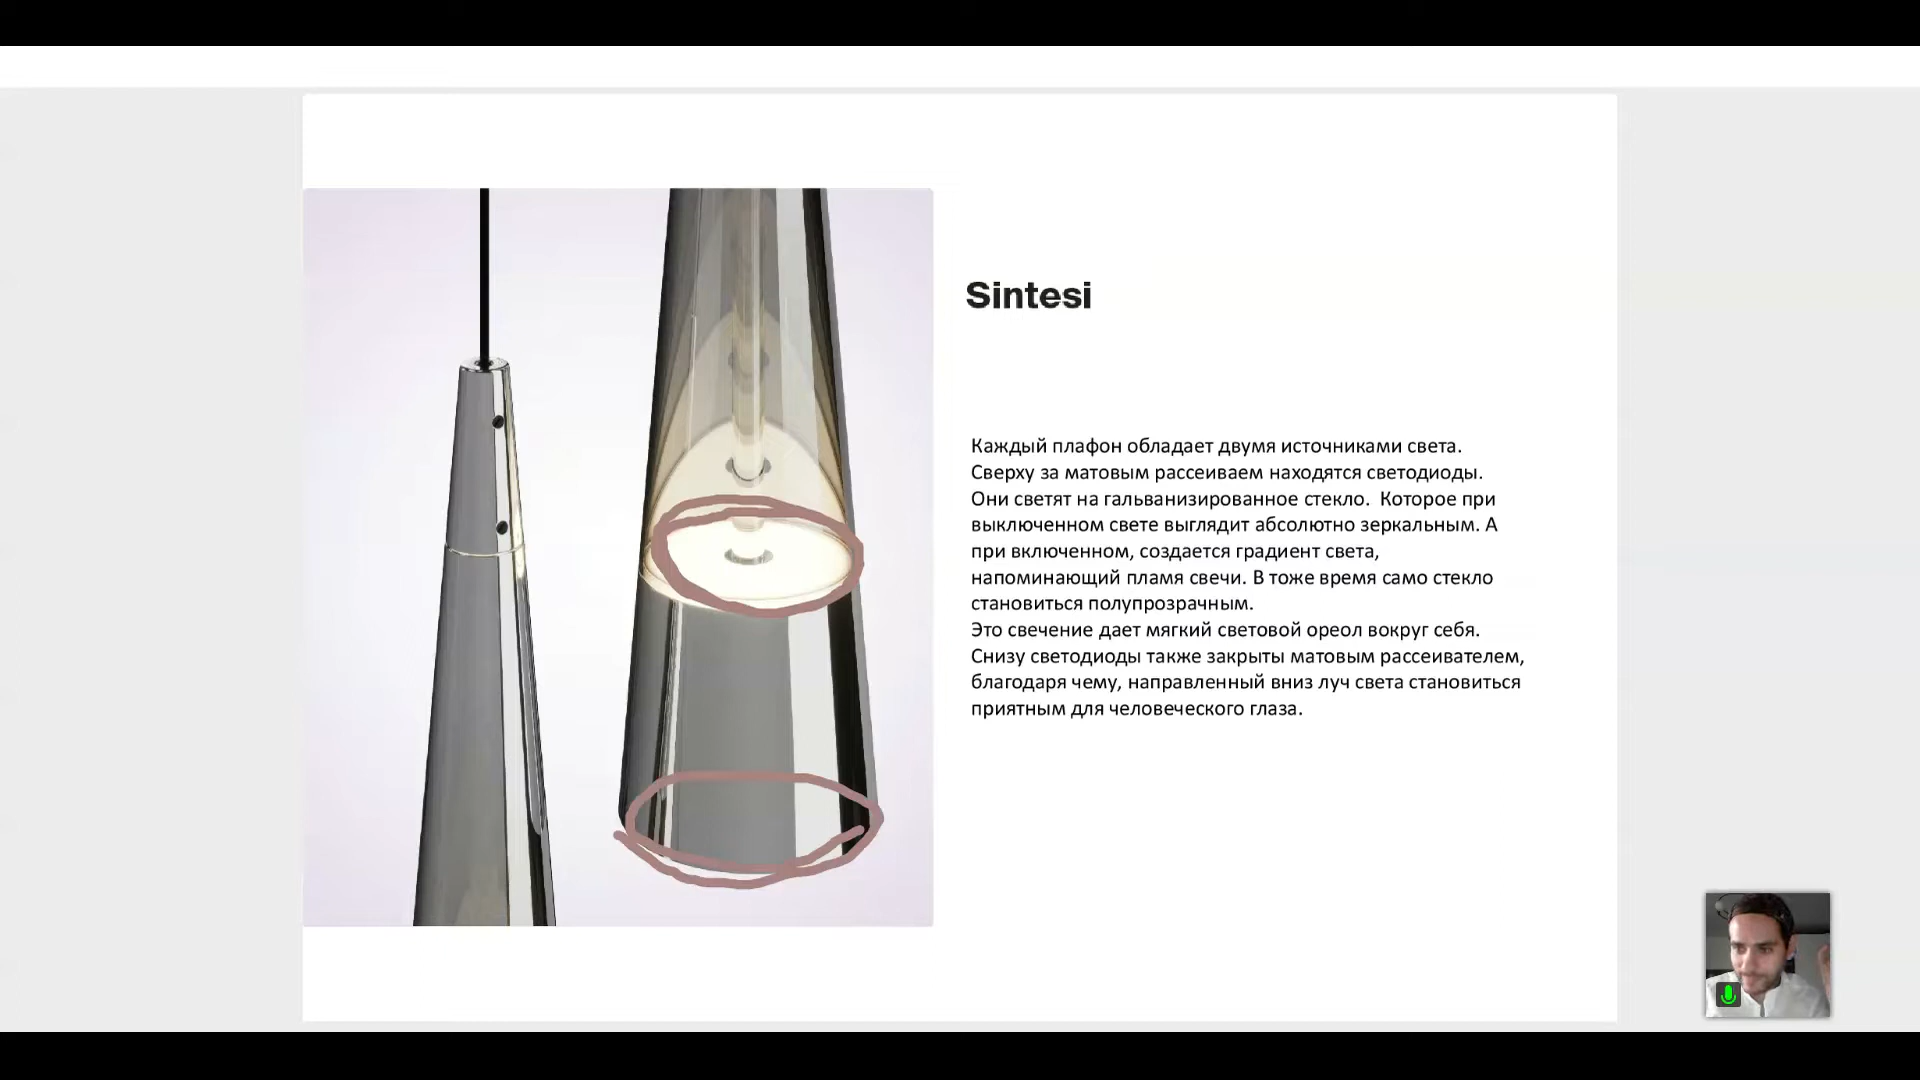 Sintesi
Каждый плафон обладает двумя источниками света.
Сверху за матовым рассеиваем находятся светодиоды.
Они светят на гальванизированное стекло.  Которое при
выключенном свете выглядит абсолютно зеркальным. А
при включенном, создается градиент света,
напоминающий пламя свечи. В тоже время само стекло
становиться полупрозрачным.
Это свечение дает мягкий световой ореол вокруг себя.
Снизу светодиоды также закрыты матовым рассеивателем,
благодаря чему, направленный вниз луч света становиться
приятным для человеческого глаза.